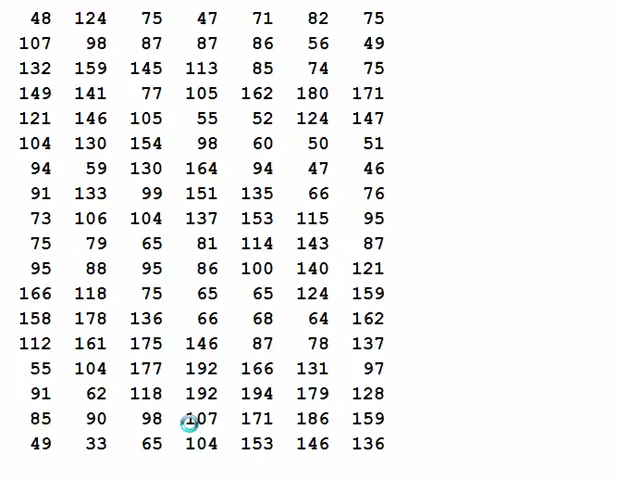 48 124 75 47 71 82 75
107 98 87 87 86 56 49
132 159 145 113 85 74 75
149 141 77 105 162 180 171
121 146 105 55 52 124 147
104 130 154 98 60 50 51
94 59 130 164 94 47 46
91 133 99 151 135 66 76
73 106 104 137 153 115 95
75 79 65 81 114 143 87
95 88 95 86 100 140 121
166 118 75 65 65 124 159
158 178 136 66 68 64 162
112 161 175 146 87 78 137
55 104 177 192 166 131 97
91 62 118 192 194 179 128
85 90 98 107 171 186 159
49 33 65 104 153 146 136